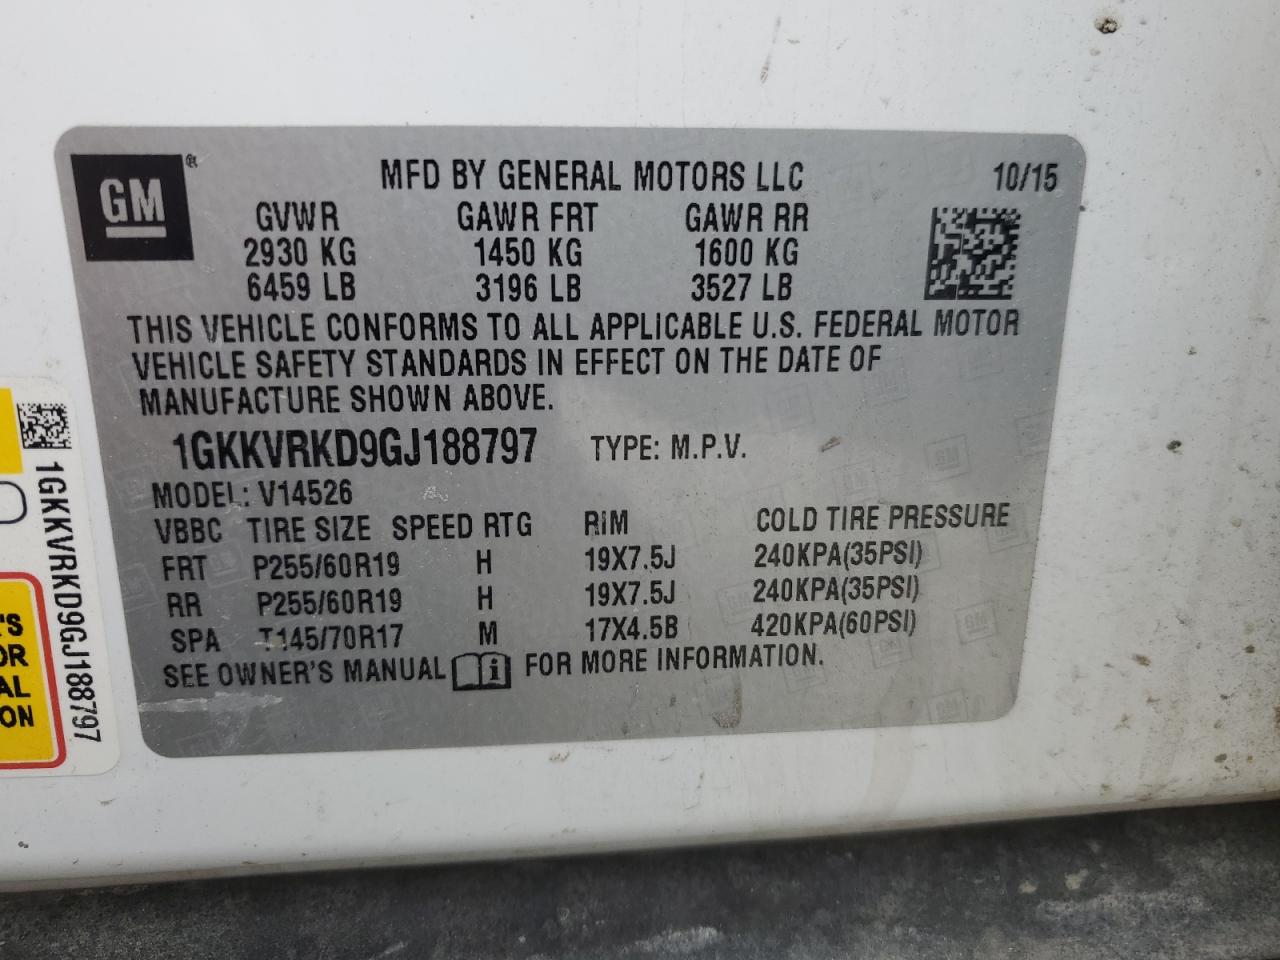 GM®
MFD BY GENERAL MOTORS LLC 10/15
GVWR GAWR FRT GAWR RR
2930 KG 1450 KG 1600 KG
6459 LB 3196 LB 3527 LB
THIS VEHICLE CONFORMS TO ALL APPLICABLE U.S. FEDERAL MOTOR
VEHICLE SAFETY STANDARDS IN EFFECT ON THE DATE OF
MANUFACTURE SHOWN ABOVE.
1GKKVRKD9GJ188797 TYPE: M.P.V.
MODEL: V14526
VBBC TIRE SIZE SPEED RTG RIM COLD TIRE PRESSURE
FRT P255/60R19 H 19X7.5J 240KPA(35PSI)
RR P255/60R19 H 19X7.5J 240KPA(35PSI)
SPA T145/70R17 M 17X4.5B 420KPA(60PSI)
SEE OWNER'S MANUAL i FOR MORE INFORMATION.
1GKKVRKD9GJ188797
'S
OR
AL
ON